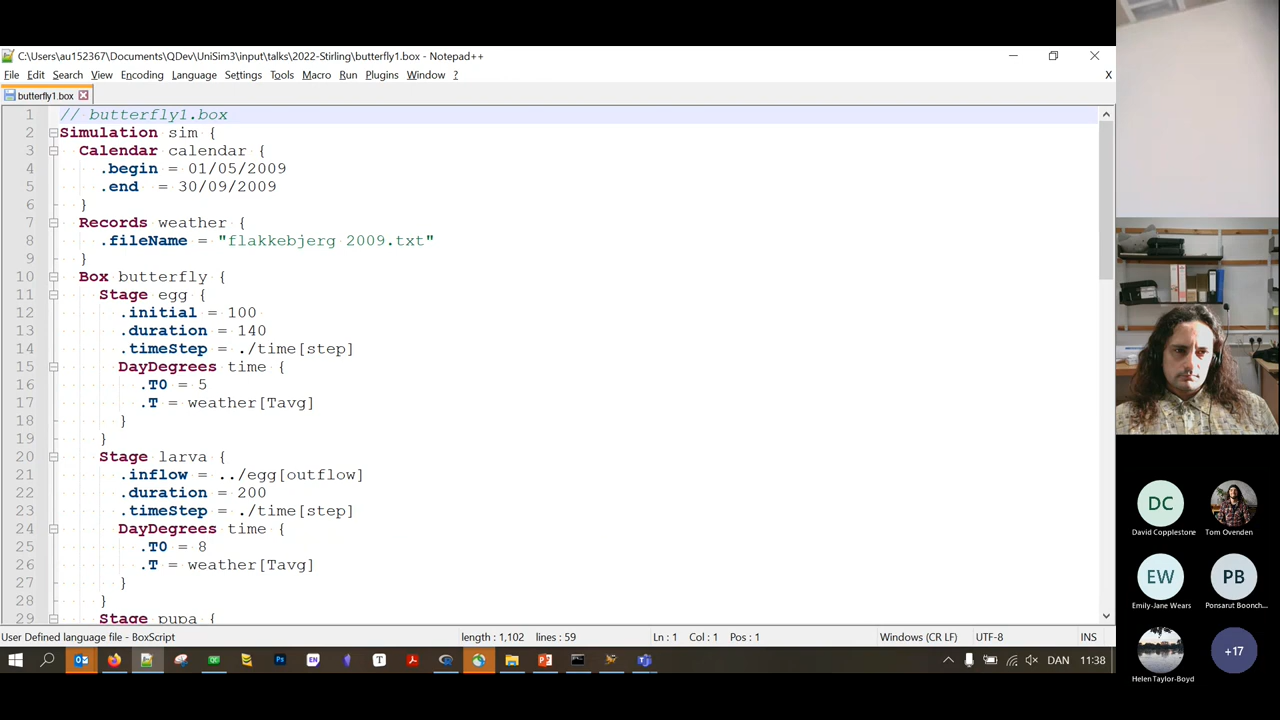 C:\Users\au152367\Documents\QDev\UniSim3\input\talks\2022-Stirling\butterfly1.box - Notepad++
File Edit Search View Encoding Language Settings Tools Macro Run Plugins Window ? X
butterfly1.box
1 // butterfly1.box
2 Simulation sim {
3 Calendar calendar {
4 .begin = 01/05/2009
5 .end = 30/09/2009
6 }
7 Records weather {
8 .fileName = "flakkebjerg 2009.txt"
9 }
10 Box butterfly {
11 Stage egg {
12 .initial = 100
13 .duration = 140
14 .timeStep = ./time[step]
15 DayDegrees time {
16 .T0 = 5
17 .T = weather[Tavg]
18 }
19 }
20 Stage larva {
21 .inflow = ../egg[outflow]
22 .duration = 200
23 .timeStep = ./time[step]
24 DayDegrees time {
25 .T0 = 8
26 .T = weather[Tavg]
27 }
28 }
29 Stage pupa {
User Defined language file - BoxScript length : 1,102 lines : 59 Ln : 1 Col : 1 Pos : 1 Windows (CR LF) UTF-8 INS
EN T DAN 11:38
DC
David Copplestone Tom Ovenden
EW PB
Emily-Jane Wears Ponsarut Boonch...
+17
Helen Taylor-Boyd